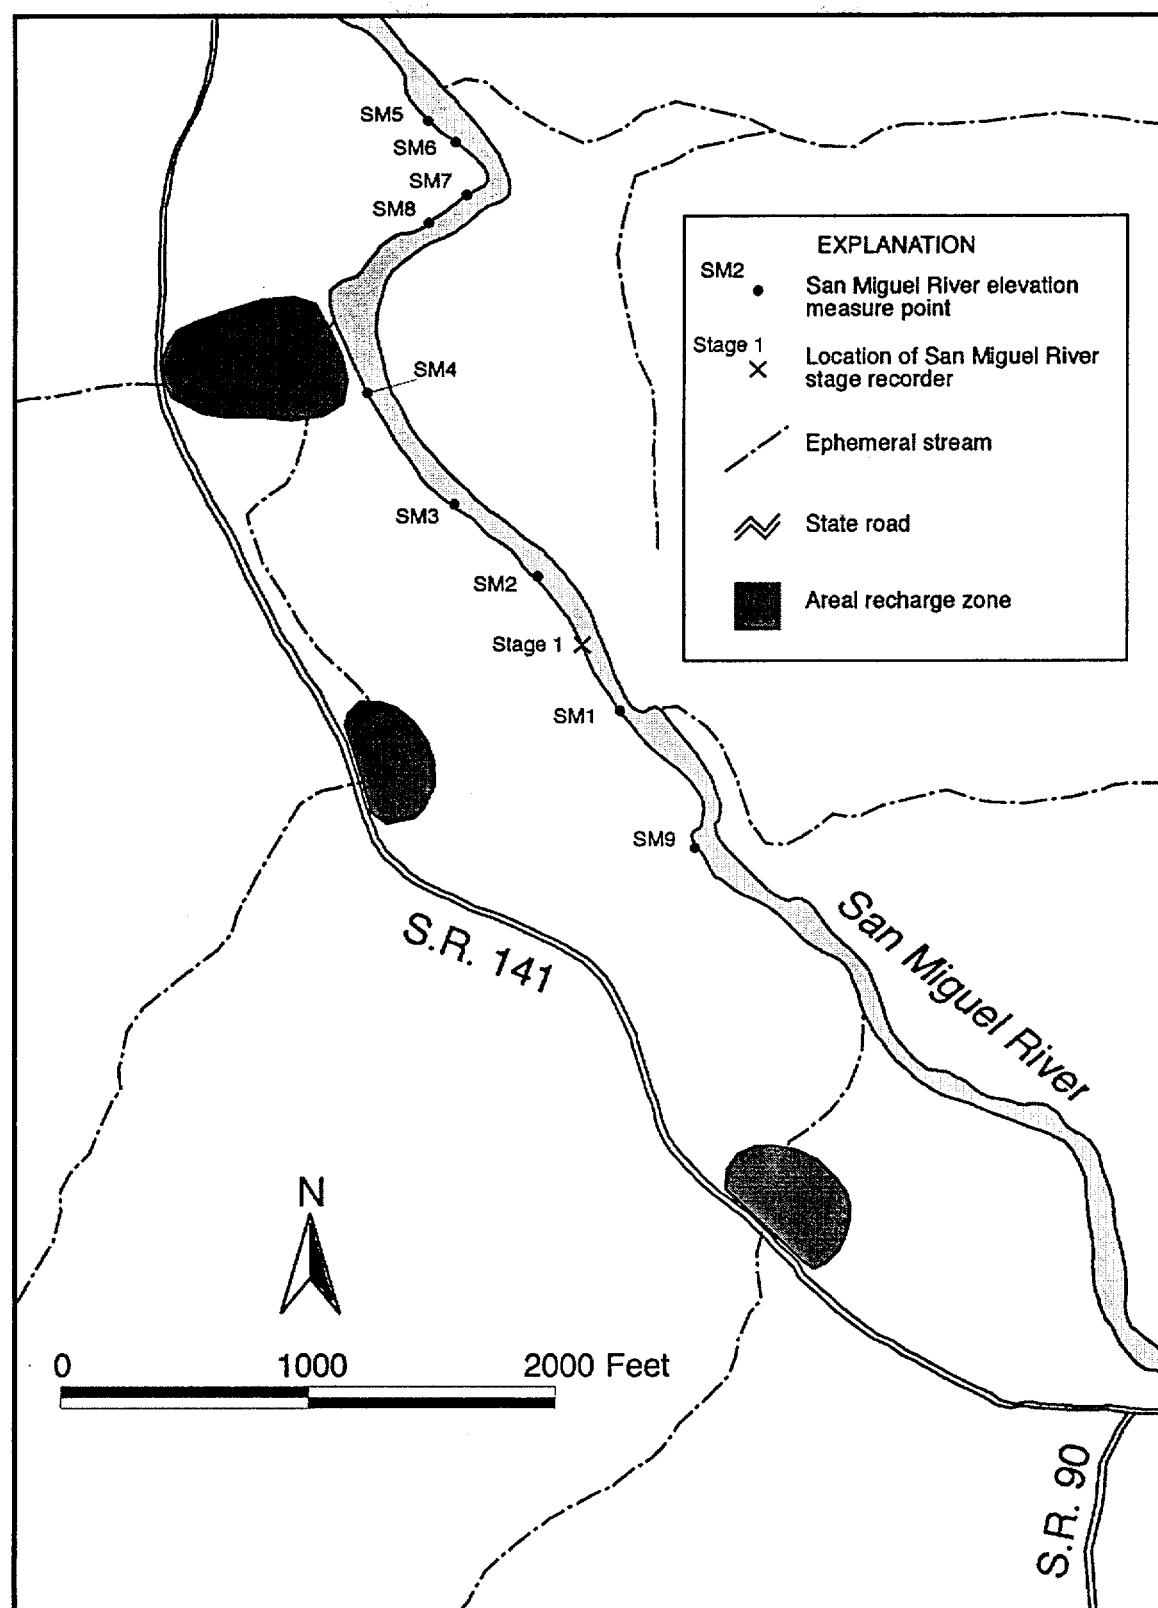 SM5
SM6
SM7
SM8
EXPLANATION
SM2
San Miguel River elevation
measure point
Stage 1
Location of San Miguel River
stage recorder
Ephemeral stream
State road
Areal recharge zone
SM4
SM3
SM2
Stage 1
SM1
SM9
San Miguel River
S.R. 141
N
0 1000 2000 Feet
S.R. 90